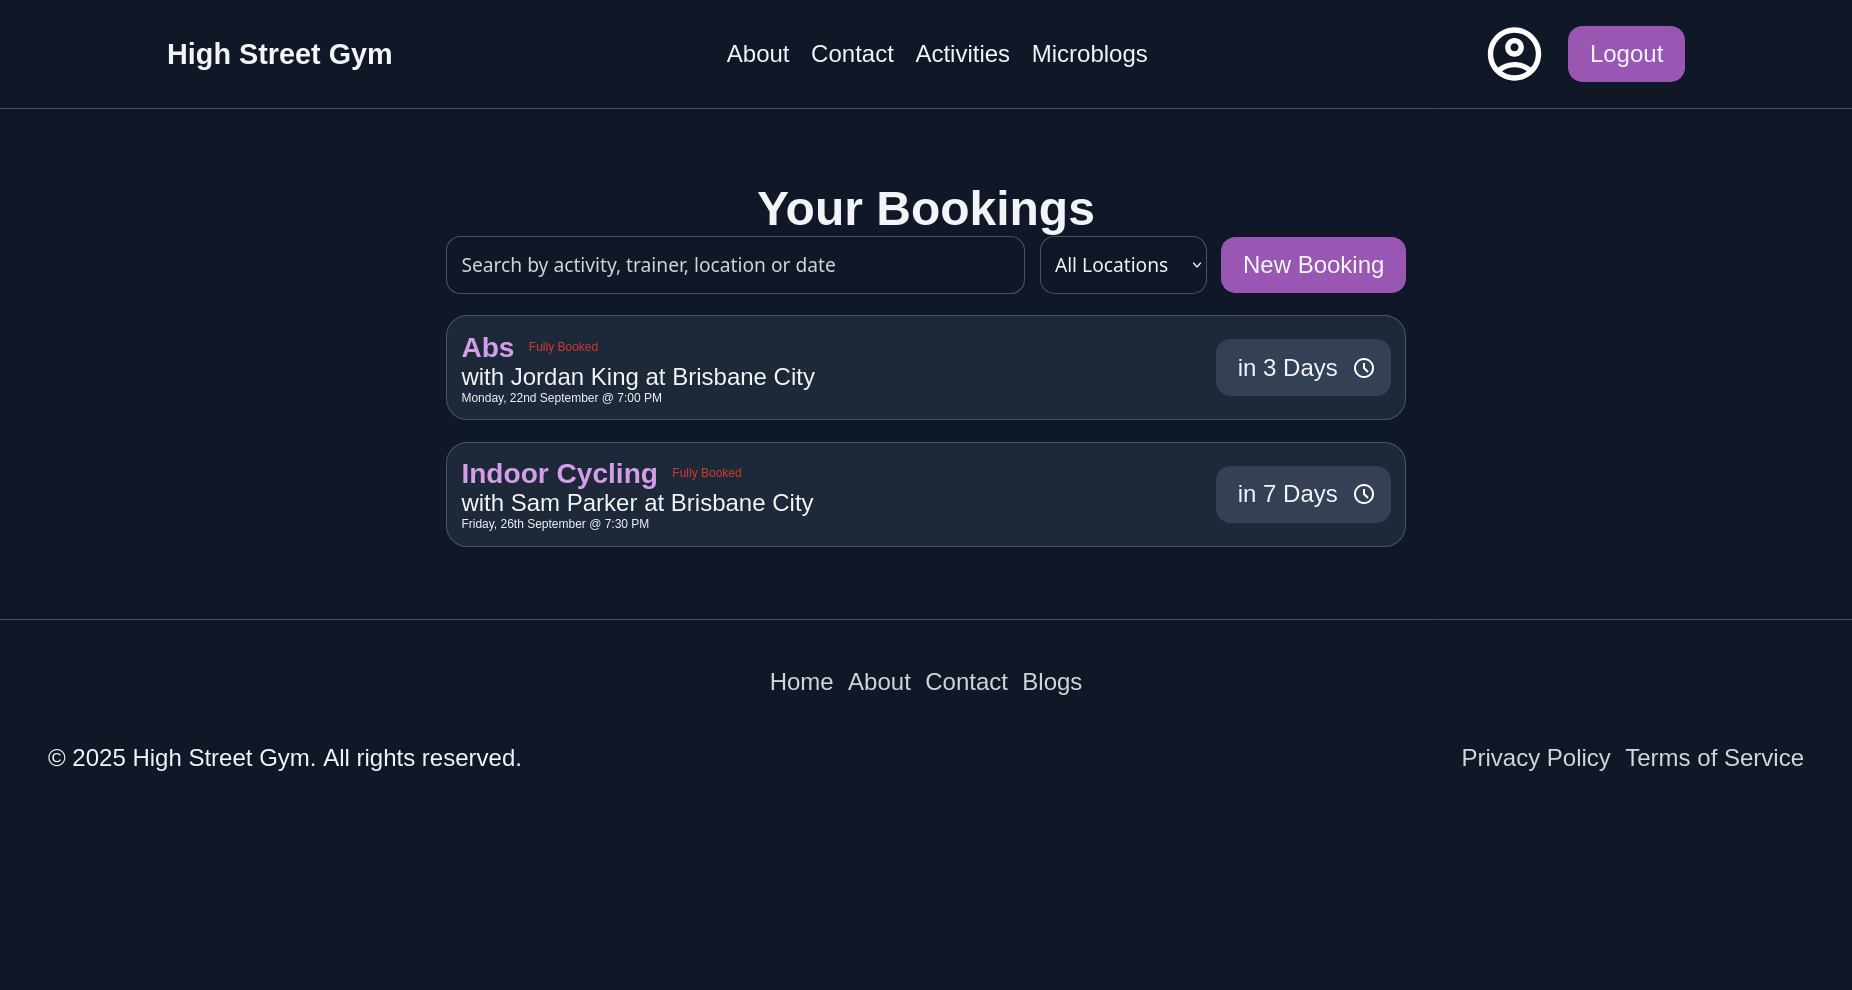 High Street Gym
About Contact Activities Microblogs
Logout
Your Bookings
Search by activity, trainer, location or date
All Locations
New Booking
Abs Fully Booked
with Jordan King at Brisbane City
Monday, 22nd September @ 7:00 PM
in 3 Days
Indoor Cycling Fully Booked
with Sam Parker at Brisbane City
Friday, 26th September @ 7:30 PM
in 7 Days
Home About Contact Blogs
© 2025 High Street Gym. All rights reserved.
Privacy Policy Terms of Service